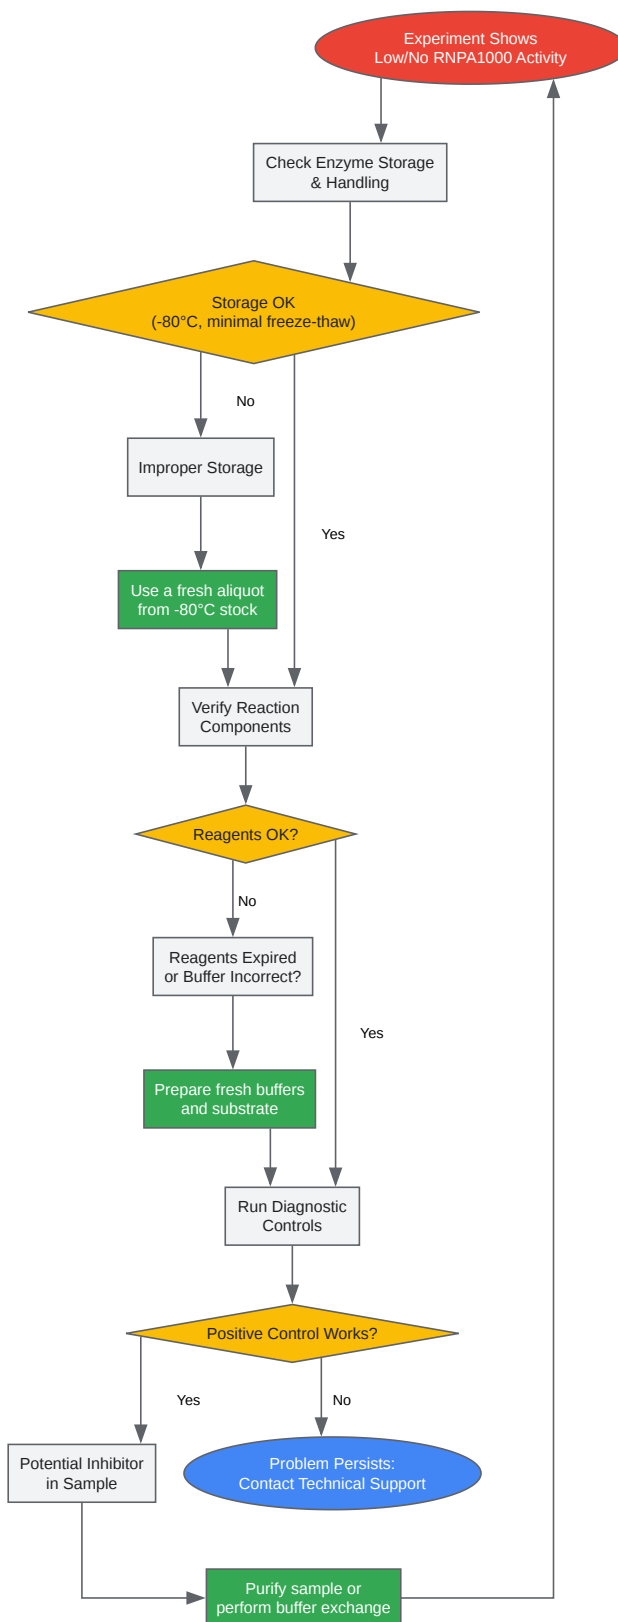 Experiment Shows
Low/No RNPA1000 Activity
Check Enzyme Storage
& Handling
Storage OK
(-80°C, minimal freeze-thaw)
No
Improper Storage
Yes
Use a fresh aliquot
from -80°C stock
Verify Reaction
Components
Reagents OK?
No
Reagents Expired
or Buffer Incorrect?
Yes
Prepare fresh buffers
and substrate
Run Diagnostic
Controls
Positive Control Works?
Yes
No
Potential Inhibitor
in Sample
Problem Persists:
Contact Technical Support
Purify sample or
perform buffer exchange